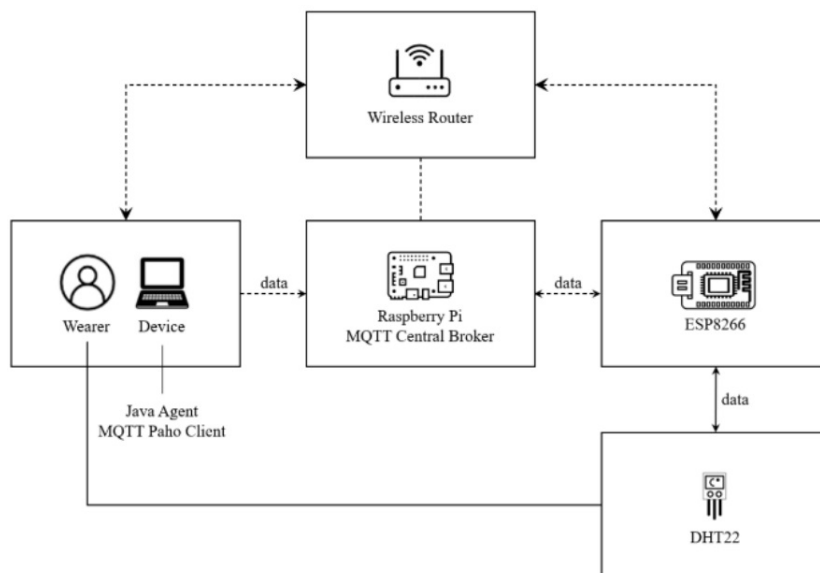 Wireless Router
data
data
Wearer Device
Raspberry Pi
MQTT Central Broker
ESP8266
Java Agent
MQTT Paho Client
data
C°
DHT22